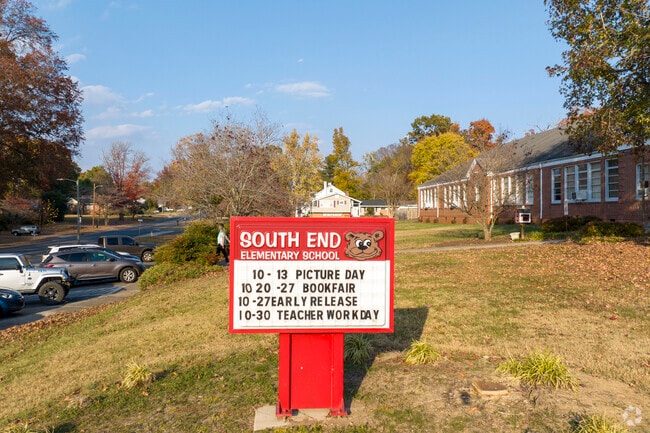 SOUTH END
ELEMENTARY SCHOOL
10 - 13 PICTURE DAY
10 20 -27 BOOKFAIR
10-27EARLY RELEASE
10-30 TEACHER WORKDAY